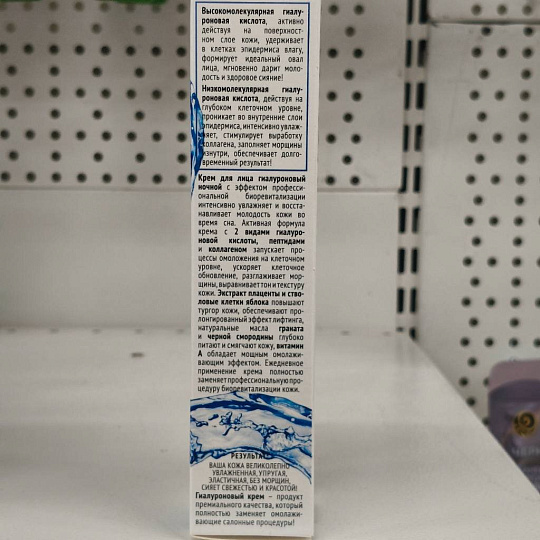 Высокомолекулярная гиалу-
роновая кислота, активно
действуя на поверхност-
ном слое кожи, удерживает
в клетках эпидермиса влагу,
формирует идеальный овал
лица, мгновенно дарит моло-
дость и здоровое сияние!
Низкомолекулярная гиалу-
роновая кислота, действуя на
глубоком клеточном уровне,
проникает во внутренние слои
эпидермиса, интенсивно увлаж-
няет, стимулирует выработку
коллагена, заполняет морщины
изнутри, обеспечивает долго-
временный результат!
Крем для лица гиалуроновый
ночной с эффектом професси-
ональной биоревитализации
интенсивно увлажняет и восста-
навливает молодость кожи во
время сна. Активная формула
крема с 2 видами гиалуро-
новой кислоты, пептидами
и коллагеном запускает про-
цессы омоложения на клеточном
уровне, ускоряет клеточное
обновление, разглаживает мор-
щины, выравнивает тон и текстуру
кожи. Экстракт плаценты и ство-
ловые клетки яблока повышают
тургор кожи, обеспечивают про-
лонгированный эффект лифтинга,
натуральные масла граната
и черной смородины глубоко
питают и смягчают кожу, витамин
А обладает мощным омолажи-
вающим эффектом. Ежедневное
применение крема полностью
заменяет профессиональную про-
цедуру биоревитализации кожи.
РЕЗУЛЬТАТ:
ВАША КОЖА ВЕЛИКОЛЕПНО
УВЛАЖНЕННАЯ, УПРУГАЯ,
ЭЛАСТИЧНАЯ, БЕЗ МОРЩИН,
СИЯЕТ СВЕЖЕСТЬЮ И КРАСОТОЙ!
Гиалуроновый крем – продукт
премиального качества, который
полностью заменяет омолажи-
вающие салонные процедуры!